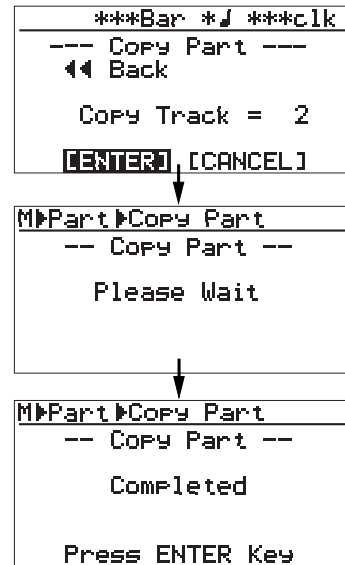 ***Bar *♩ ***clk
--- Copy Part ---
◀◀ Back
Copy Track = 2
[ENTER] [CANCEL]
M▶Part▶Copy Part
-- Copy Part --
Please Wait
M▶Part▶Copy Part
-- Copy Part --
Completed
Press ENTER Key